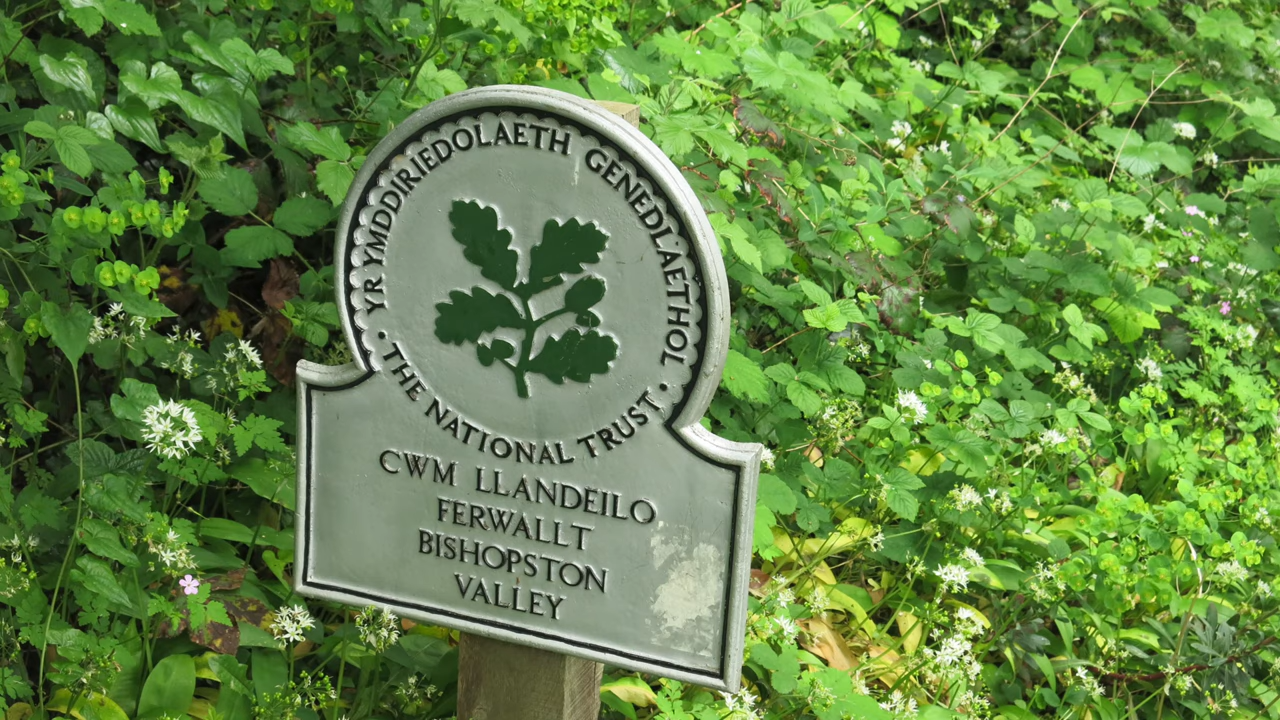 YR YMDDIRIEDOLAETH GENEDLAETHOL
• THE NATIONAL TRUST •
CWM LLANDEILO
FERWALLT
BISHOPSTON
VALLEY